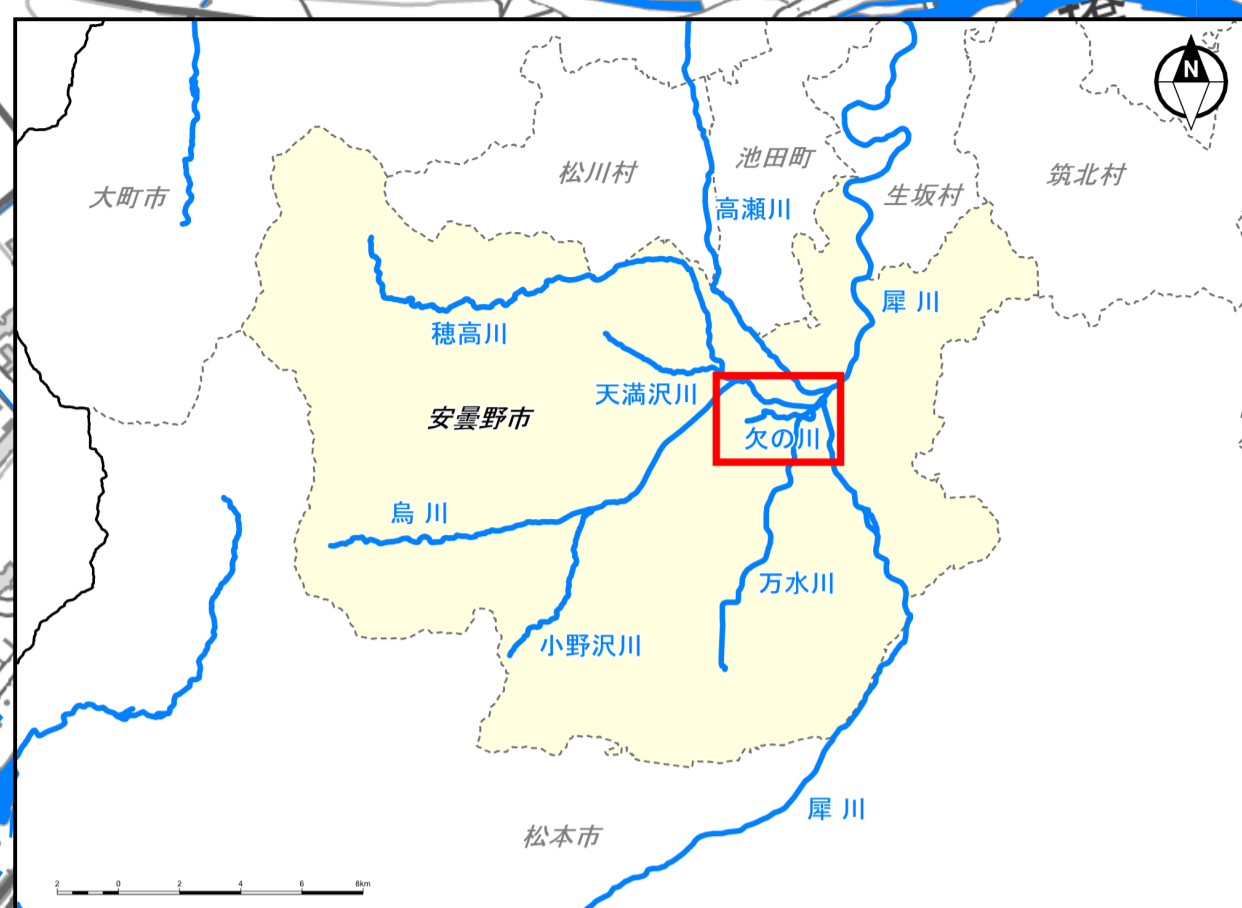 N
池田町
松川村
筑北村
大町市
生坂村
高瀬川
犀 川
穂高川
天満沢川
安曇野市
欠の川
烏 川
万水川
小野沢川
犀 川
松本市
2 0 2 4 6 8km